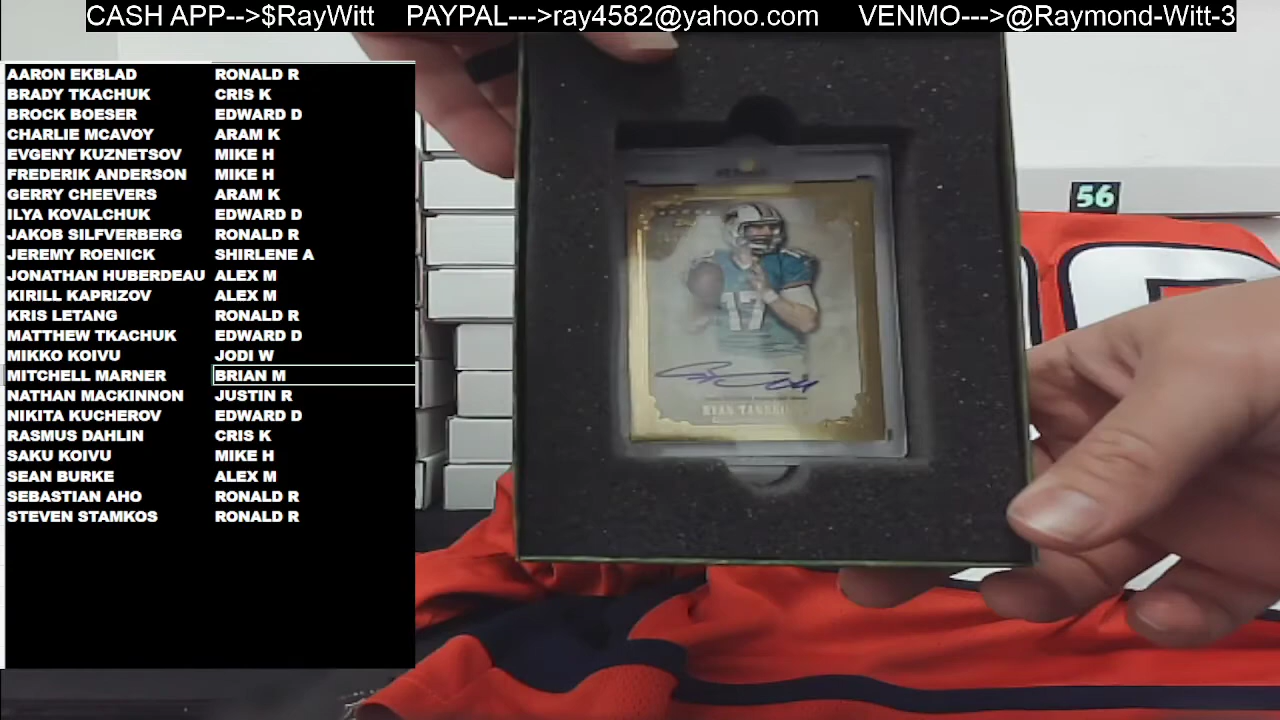 CASH APP-->$RayWitt PAYPAL--->ray4582@yahoo.com VENMO--->@Raymond-Witt-3
AARON EKBLAD RONALD R
BRADY TKACHUK CRIS K
BROCK BOESER EDWARD D
CHARLIE MCAVOY ARAM K
EVGENY KUZNETSOV MIKE H
FREDERIK ANDERSON MIKE H
GERRY CHEEVERS ARAM K
ILYA KOVALCHUK EDWARD D
JAKOB SILFVERBERG RONALD R
JEREMY ROENICK SHIRLENE A
JONATHAN HUBERDEAU ALEX M
KIRILL KAPRIZOV ALEX M
KRIS LETANG RONALD R
MATTHEW TKACHUK EDWARD D
MIKKO KOIVU JODI W
MITCHELL MARNER BRIAN M
NATHAN MACKINNON JUSTIN R
NIKITA KUCHEROV EDWARD D
RASMUS DAHLIN CRIS K
SAKU KOIVU MIKE H
SEAN BURKE ALEX M
SEBASTIAN AHO RONALD R
STEVEN STAMKOS RONALD R
56
17
RYAN